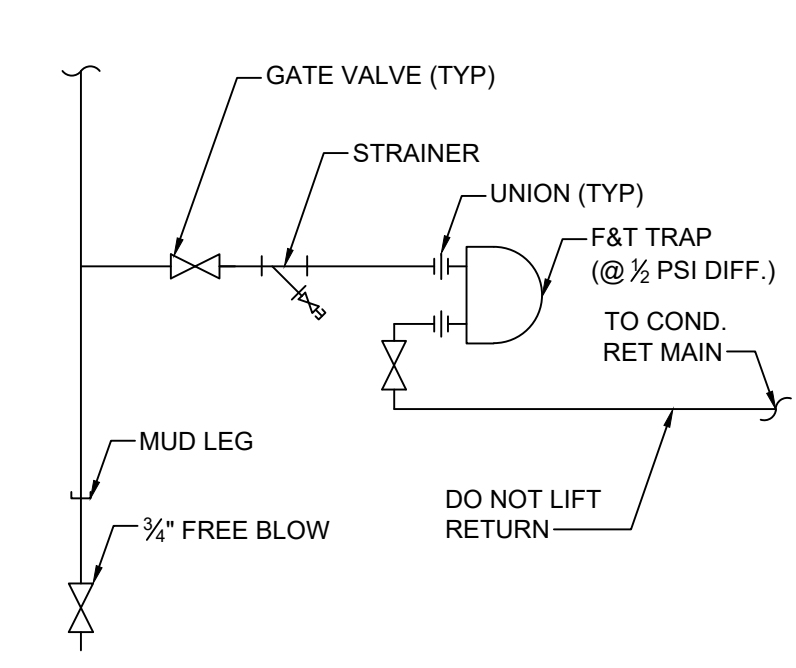 GATE VALVE (TYP)
STRAINER
UNION (TYP)
F&T TRAP
(@ ½ PSI DIFF.)
TO COND.
RET MAIN
MUD LEG
DO NOT LIFT
RETURN
¾" FREE BLOW